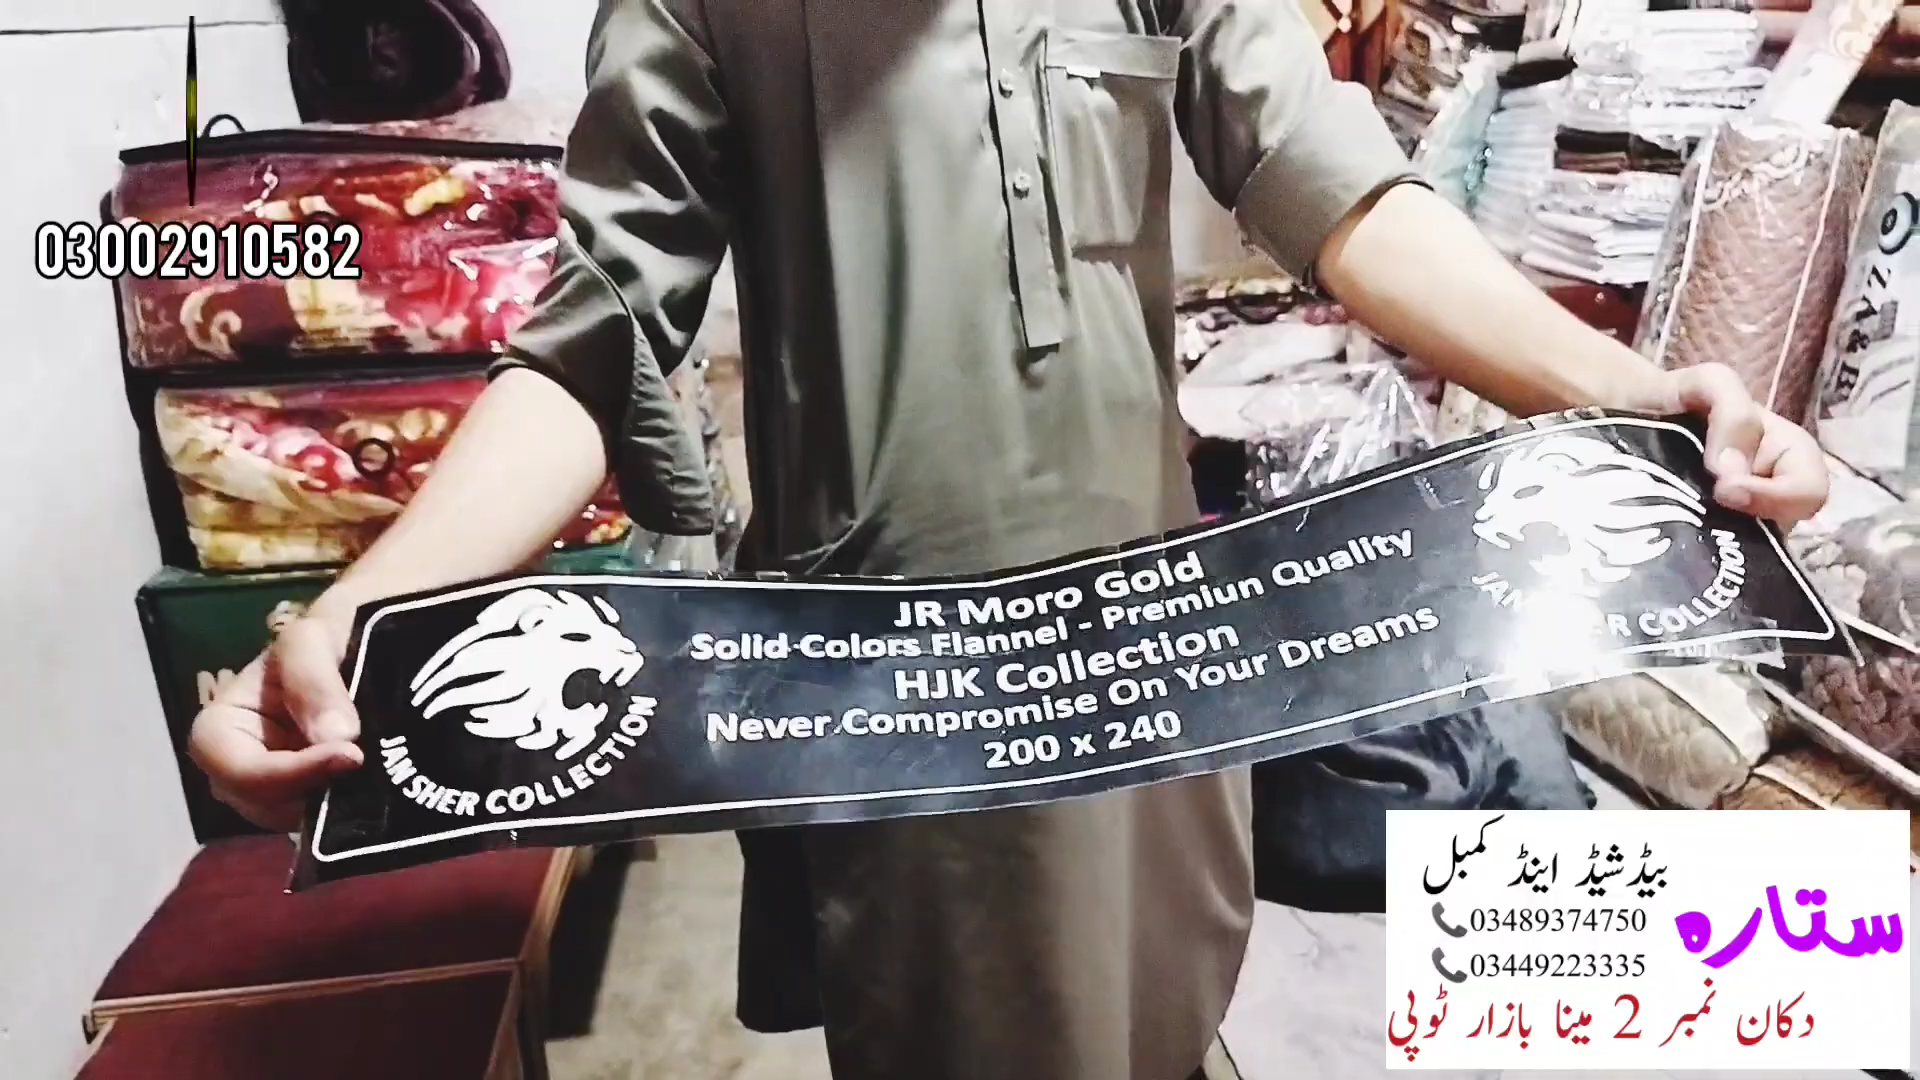 03002910582
JR Moro Gold
Solid Colors Flannel - Premiun Quality
HJK Collection
Never Compromise On Your Dreams
200 x 240
JAN SHER COLLECTION
COLLECTION
Z A & B
بیڈشیڈ اینڈ کمبل
ستارہ
03489374750
03449223335
دکان نمبر 2 مینا بازار ٹوپی